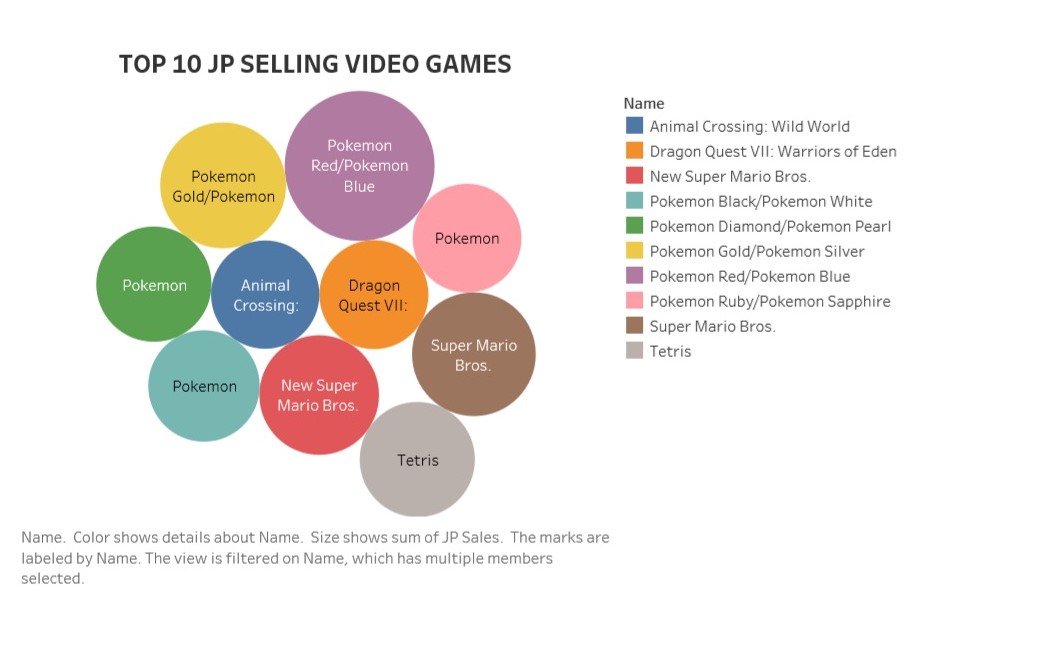 TOP 10 JP SELLING VIDEO GAMES
Pokemon
Red/Pokemon
Blue
Pokemon
Gold/Pokemon
Pokemon
Pokemon
Animal
Crossing:
Dragon
Quest VII:
Super Mario
Bros.
Pokemon
New Super
Mario Bros.
Tetris
Name
Animal Crossing: Wild World
Dragon Quest VII: Warriors of Eden
New Super Mario Bros.
Pokemon Black/Pokemon White
Pokemon Diamond/Pokemon Pearl
Pokemon Gold/Pokemon Silver
Pokemon Red/Pokemon Blue
Pokemon Ruby/Pokemon Sapphire
Super Mario Bros.
Tetris
Name. Color shows details about Name. Size shows sum of JP Sales. The marks are
labeled by Name. The view is filtered on Name, which has multiple members
selected.